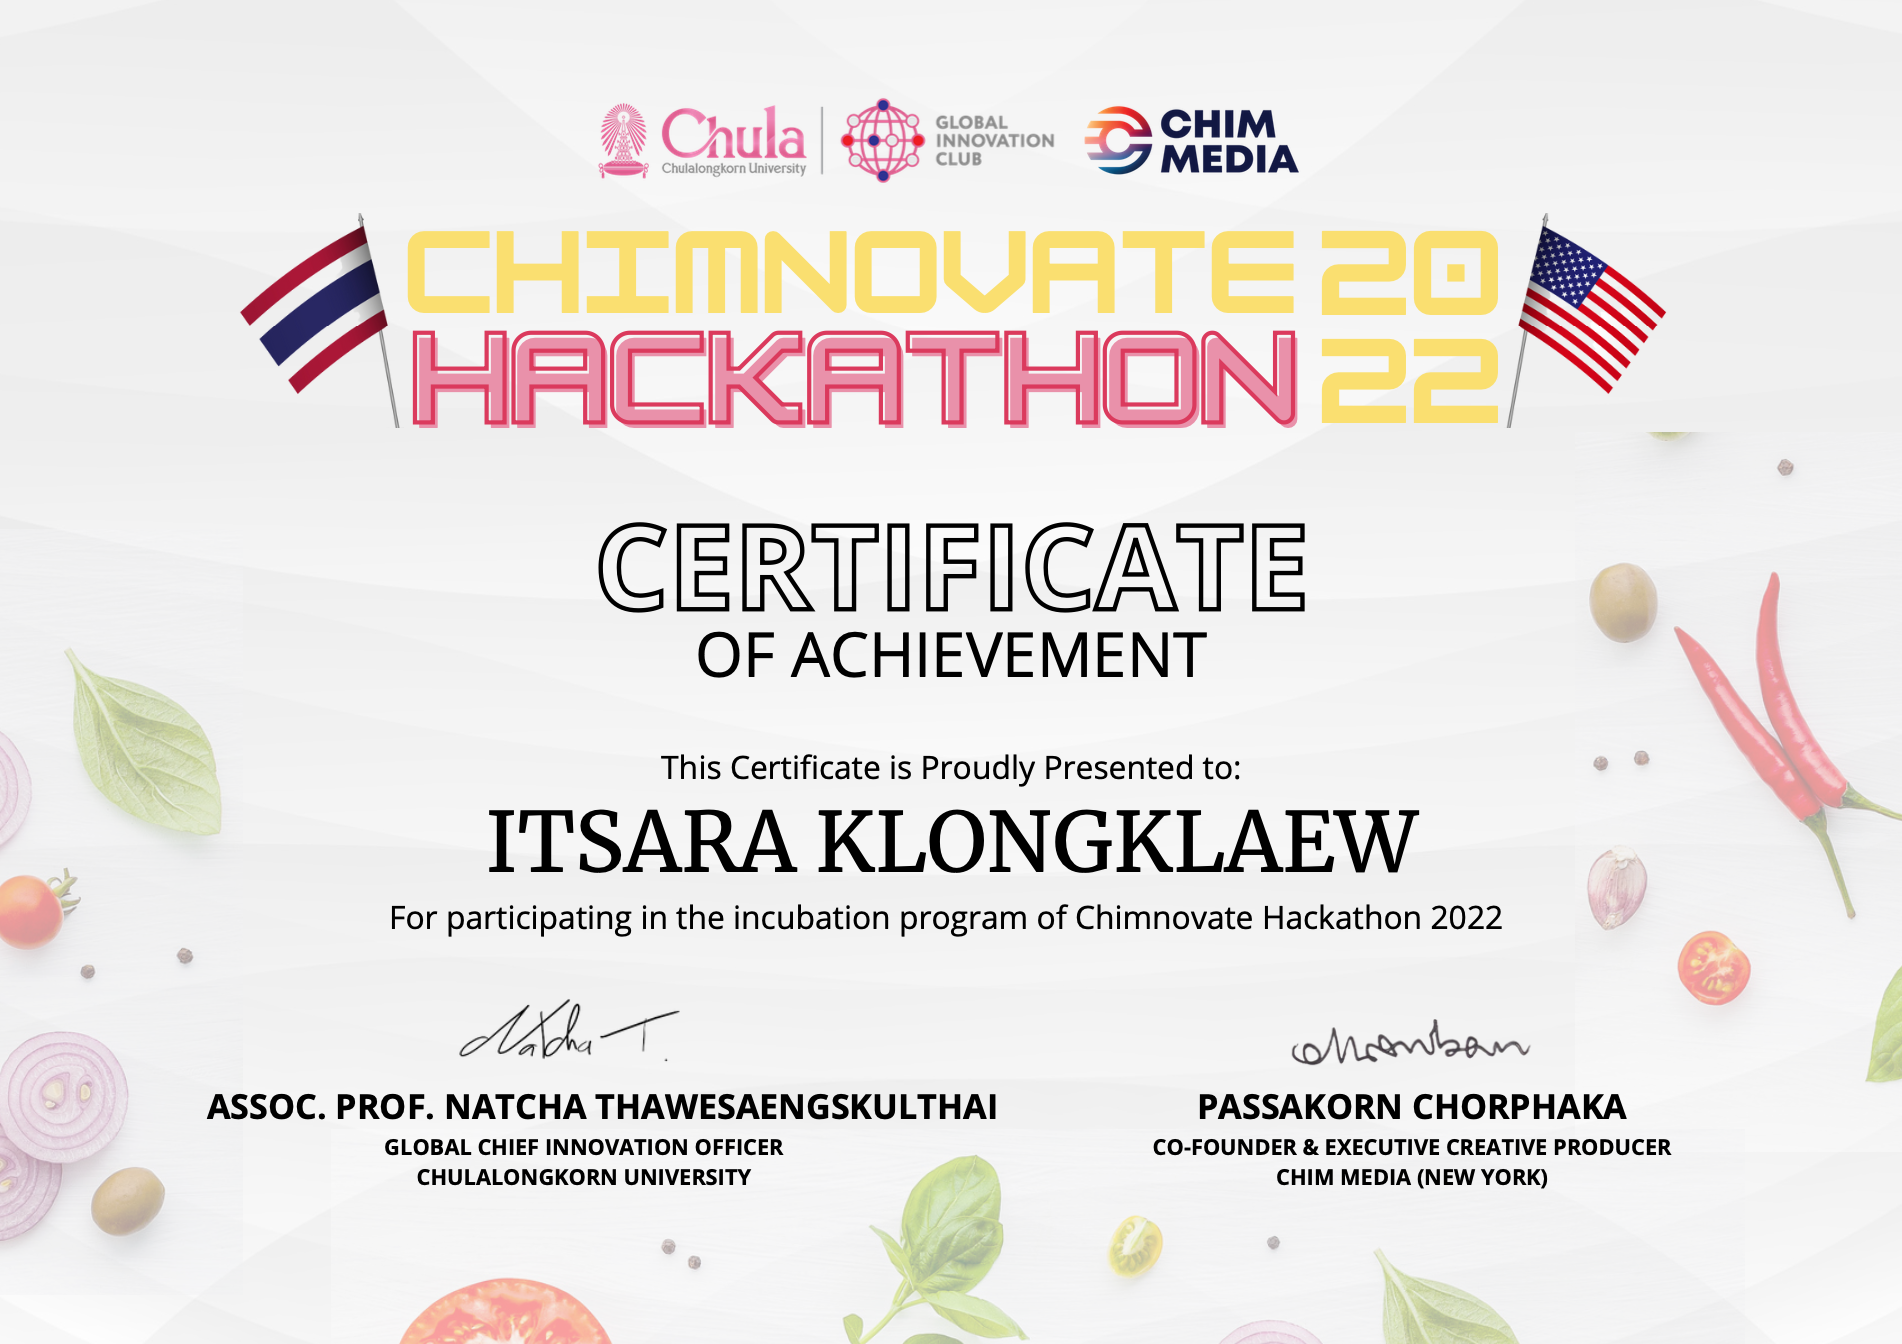 Chula
Chulalongkorn University
GLOBAL
INNOVATION
CLUB
CHIM
MEDIA
CHIMNOVATE 20
HACKATHON 22
CERTIFICATE
OF ACHIEVEMENT
This Certificate is Proudly Presented to:
ITSARA KLONGKLAEW
For participating in the incubation program of Chimnovate Hackathon 2022
Natcha T.
ASSOC. PROF. NATCHA THAWESAENGSKULTHAI
GLOBAL CHIEF INNOVATION OFFICER
CHULALONGKORN UNIVERSITY
PASSAKORN CHORPHAKA
CO-FOUNDER & EXECUTIVE CREATIVE PRODUCER
CHIM MEDIA (NEW YORK)